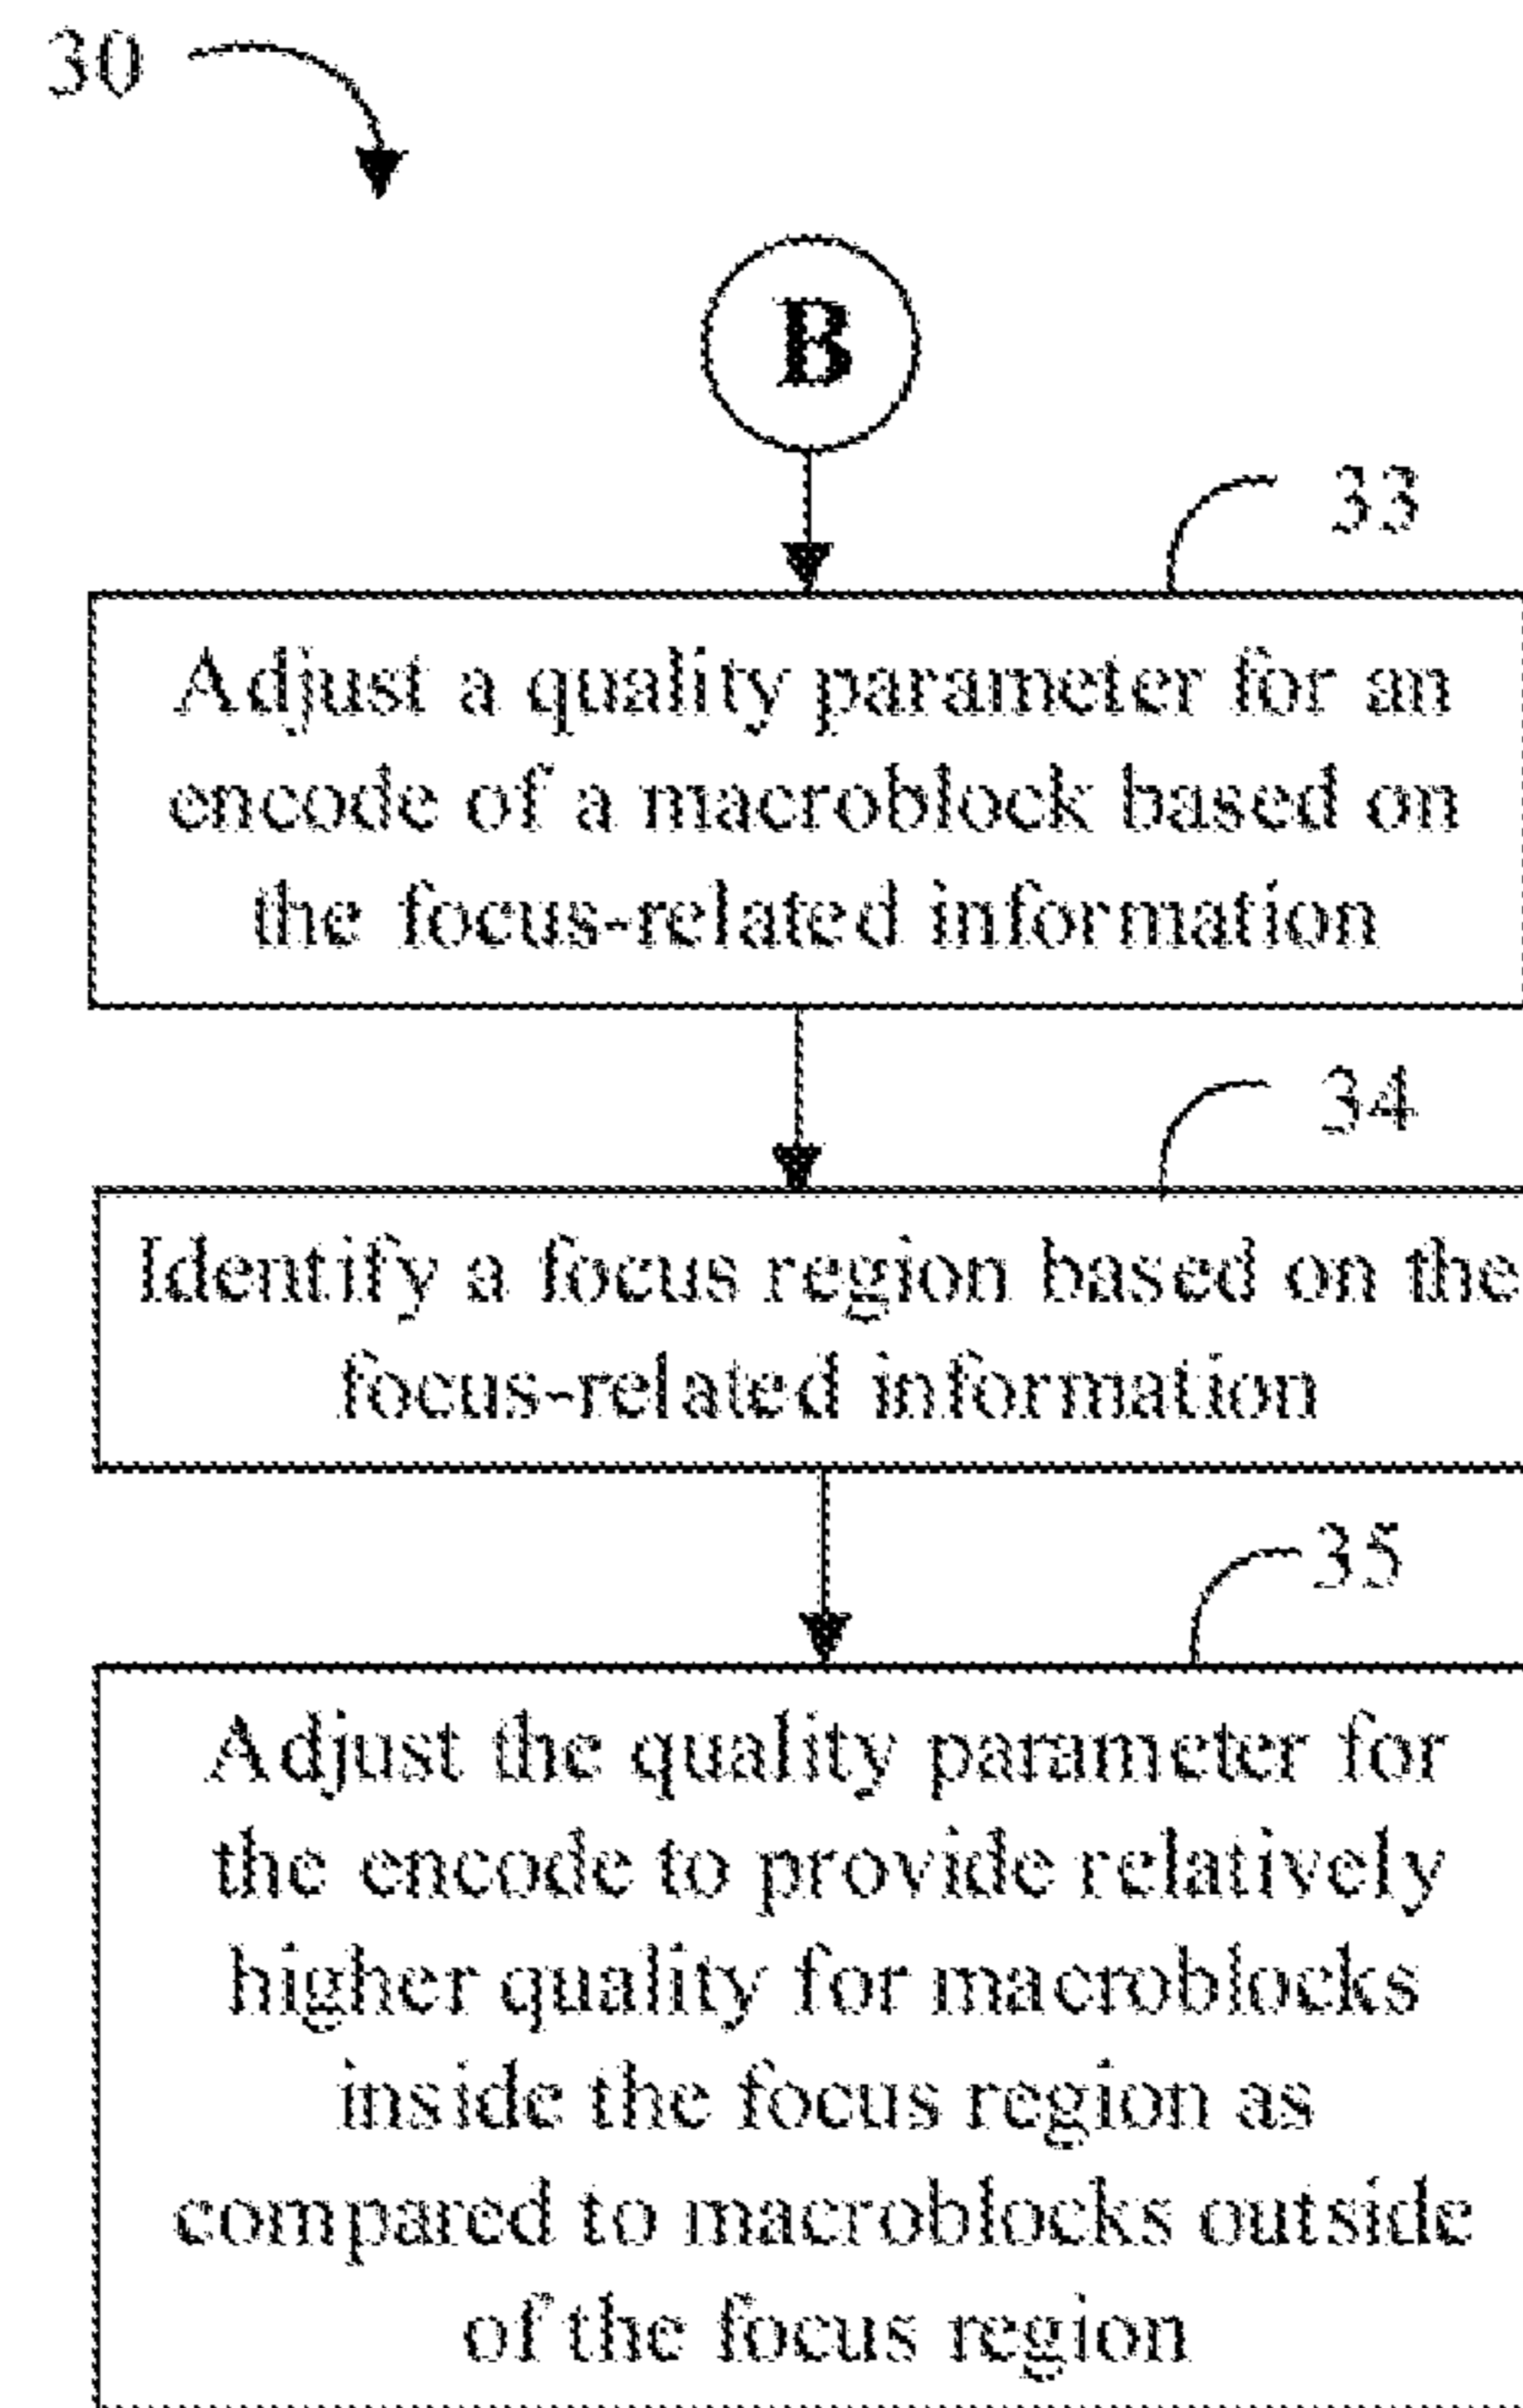 30
B
33
Adjust a quality parameter for an
encode of a macroblock based on
the focus-related information
34
Identify a focus region based on the
focus-related information
35
Adjust the quality parameter for
the encode to provide relatively
higher quality for macroblocks
inside the focus region as
compared to macroblocks outside
of the focus region